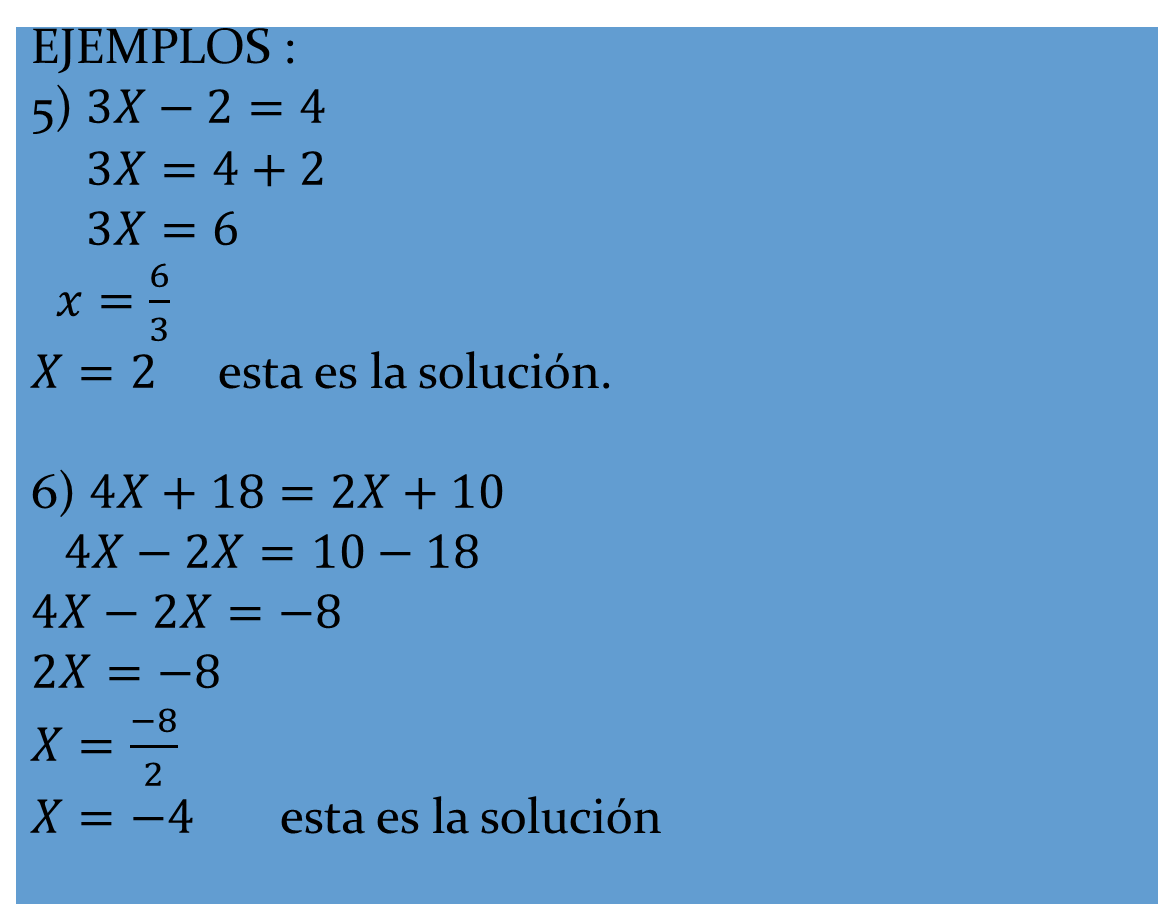 EJEMPLOS :
5) 3X − 2 = 4
3X = 4 + 2
3X = 6
x = 6/3
X = 2 esta es la solución.
6) 4X + 18 = 2X + 10
4X − 2X = 10 − 18
4X − 2X = −8
2X = −8
X = −8/2
X = −4 esta es la solución